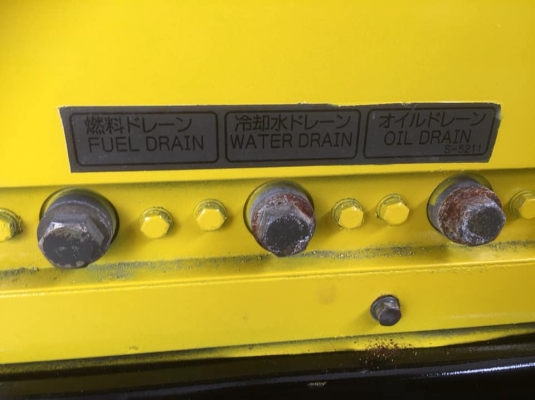 燃料ドレーン
FUEL DRAIN
冷却水ドレーン
WATER DRAIN
オイルドレーン
OIL DRAIN
S-5211